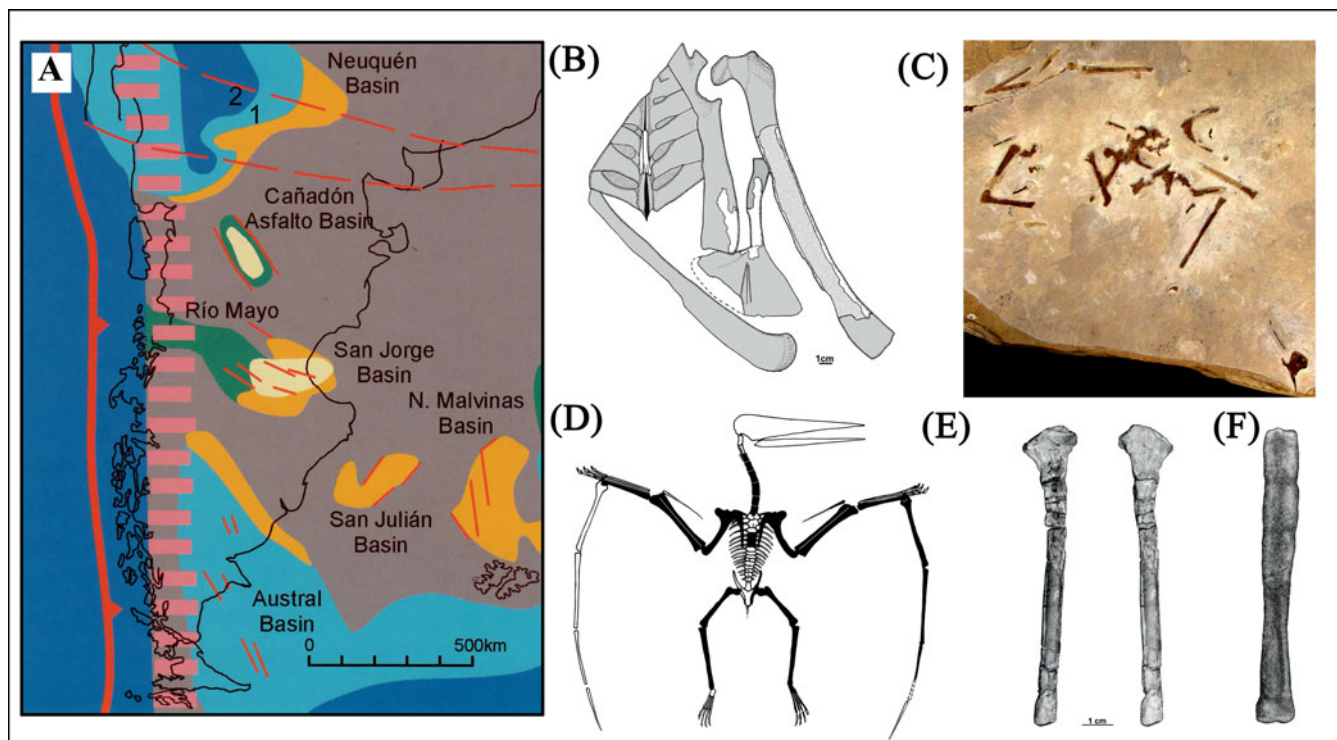 A
Neuquén
Basin
2
1
Cañadón
Asfalto Basin
Río Mayo
San Jorge
Basin
N. Malvinas
Basin
San Julián
Basin
Austral
Basin
0
500km
(B)
1cm
(C)
(D)
(E)
1 cm
(F)